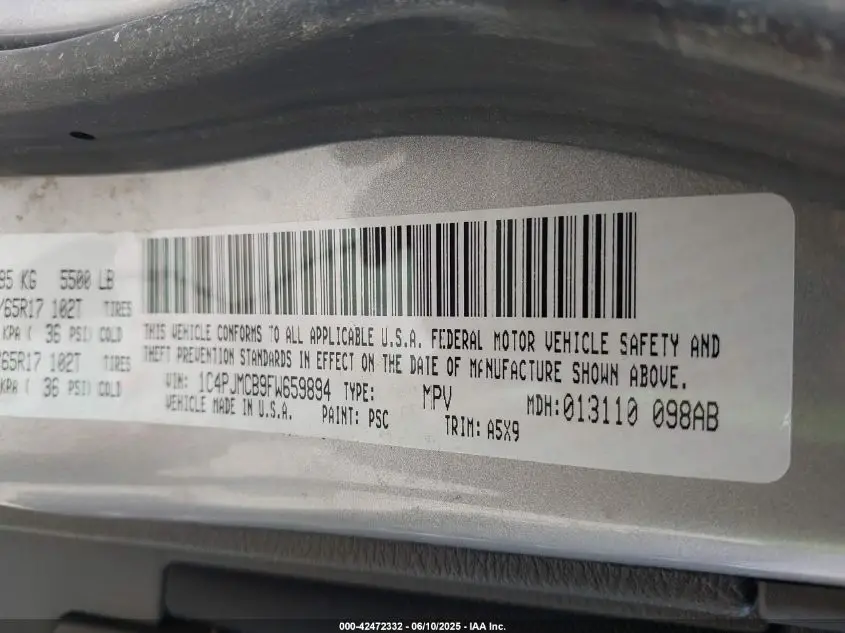 95 KG 5500 LB
/65R17 102T TIRES
KPA ( 36 PSI) COLD
65R17 102T TIRES
KPA ( 36 PSI) COLD
THIS VEHICLE CONFORMS TO ALL APPLICABLE U.S.A. FEDERAL MOTOR VEHICLE SAFETY AND
THEFT PREVENTION STANDARDS IN EFFECT ON THE DATE OF MANUFACTURE SHOWN ABOVE.
VIN: 1C4PJMCB9FW659894 TYPE: MPV MDH:013110 098AB
VEHICLE MADE IN U.S.A. PAINT: PSC TRIM: A5X9
000-42472332 / 06/10/2025 - IAA Inc.